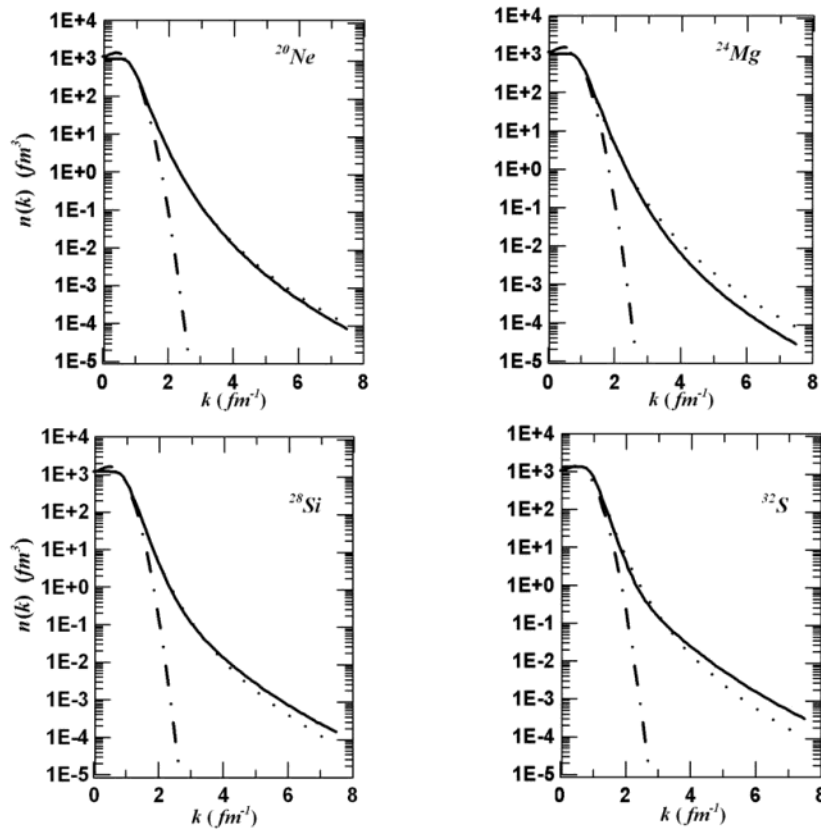 1E+4
1E+3
1E+2
1E+1
1E+0
1E-1
1E-2
1E-3
1E-4
1E-5
n(k) (fm³)
0 2 4 6 8
k ( fm⁻¹)
²⁰Ne
1E+4
1E+3
1E+2
1E+1
1E+0
1E-1
1E-2
1E-3
1E-4
1E-5
0 2 4 6 8
k ( fm⁻¹)
²⁴Mg
1E+4
1E+3
1E+2
1E+1
1E+0
1E-1
1E-2
1E-3
1E-4
1E-5
n(k) (fm³)
0 2 4 6 8
k ( fm⁻¹)
²⁸Si
1E+4
1E+3
1E+2
1E+1
1E+0
1E-1
1E-2
1E-3
1E-4
1E-5
0 2 4 6 8
k ( fm⁻¹)
³²S